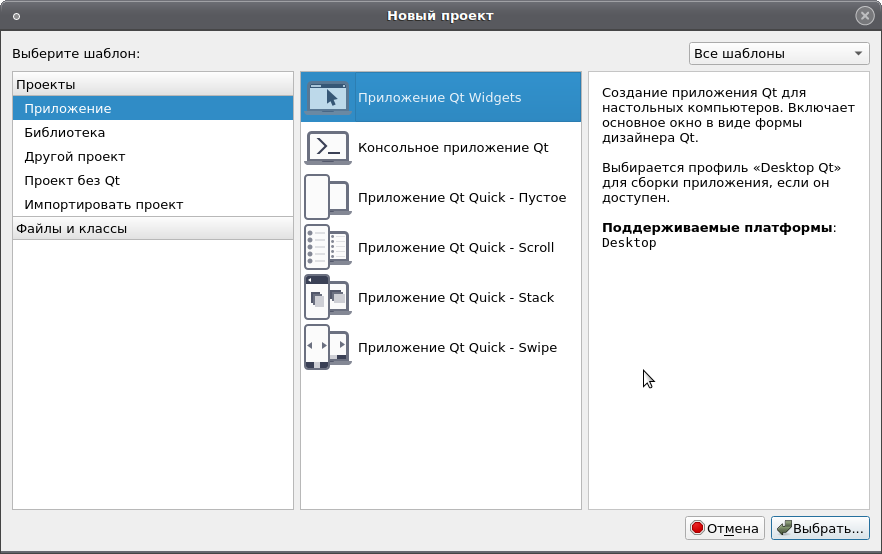 Новый проект
Выберите шаблон:
Все шаблоны
Проекты
Приложение
Библиотека
Другой проект
Проект без Qt
Импортировать проект
Файлы и классы
Приложение Qt Widgets
Консольное приложение Qt
Приложение Qt Quick - Пустое
Приложение Qt Quick - Scroll
Приложение Qt Quick - Stack
Приложение Qt Quick - Swipe
Создание приложения Qt для
настольных компьютеров. Включает
основное окно в виде формы
дизайнера Qt.
Выбирается профиль «Desktop Qt»
для сборки приложения, если он
доступен.
Поддерживаемые платформы:
Desktop
Отмена
Выбрать...